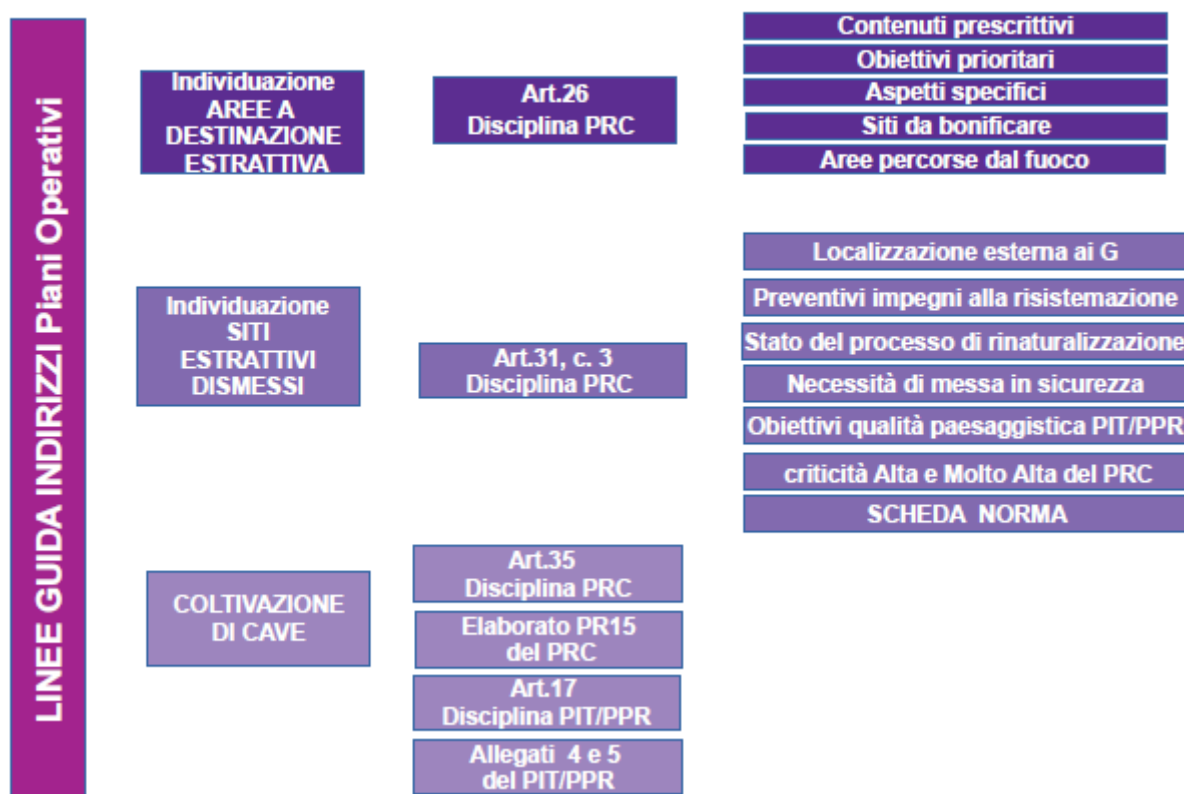 LINEE GUIDA INDIRIZZI Piani Operativi
Individuazione
AREE A
DESTINAZIONE
ESTRATTIVA
Art.26
Disciplina PRC
Contenuti prescrittivi
Obiettivi prioritari
Aspetti specifici
Siti da bonificare
Aree percorse dal fuoco
Individuazione
SITI
ESTRATTIVI
DISMESSI
Art.31, c. 3
Disciplina PRC
Localizzazione esterna ai G
Preventivi impegni alla risistemazione
Stato del processo di rinaturalizzazione
Necessità di messa in sicurezza
Obiettivi qualità paesaggistica PIT/PPR
criticità Alta e Molto Alta del PRC
SCHEDA NORMA
COLTIVAZIONE
DI CAVE
Art.35
Disciplina PRC
Elaborato PR15
del PRC
Art.17
Disciplina PIT/PPR
Allegati 4 e 5
del PIT/PPR